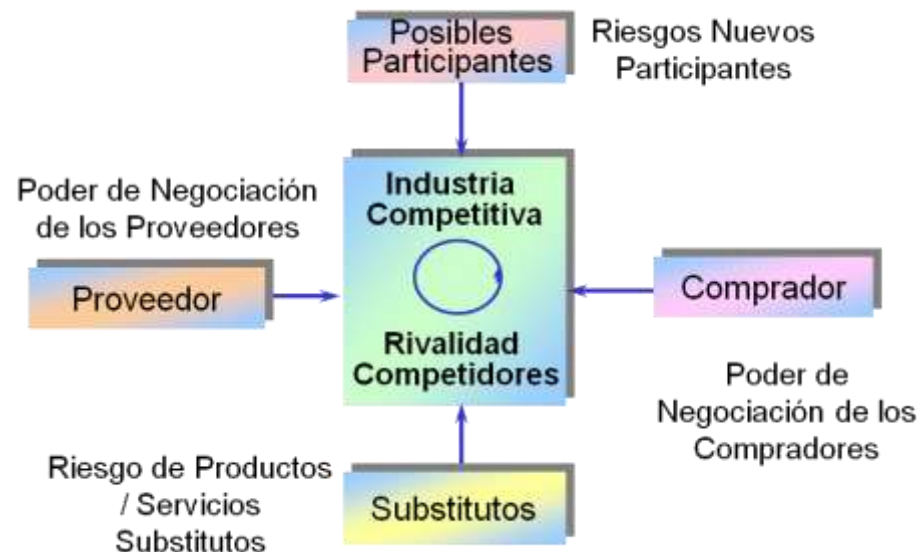 Posibles
Participantes
Riesgos Nuevos
Participantes
Industria
Competitiva
Poder de Negociación
de los Proveedores
Proveedor
Comprador
Rivalidad
Competidores
Poder de
Negociación de los
Compradores
Riesgo de Productos
/ Servicios
Substitutos
Substitutos